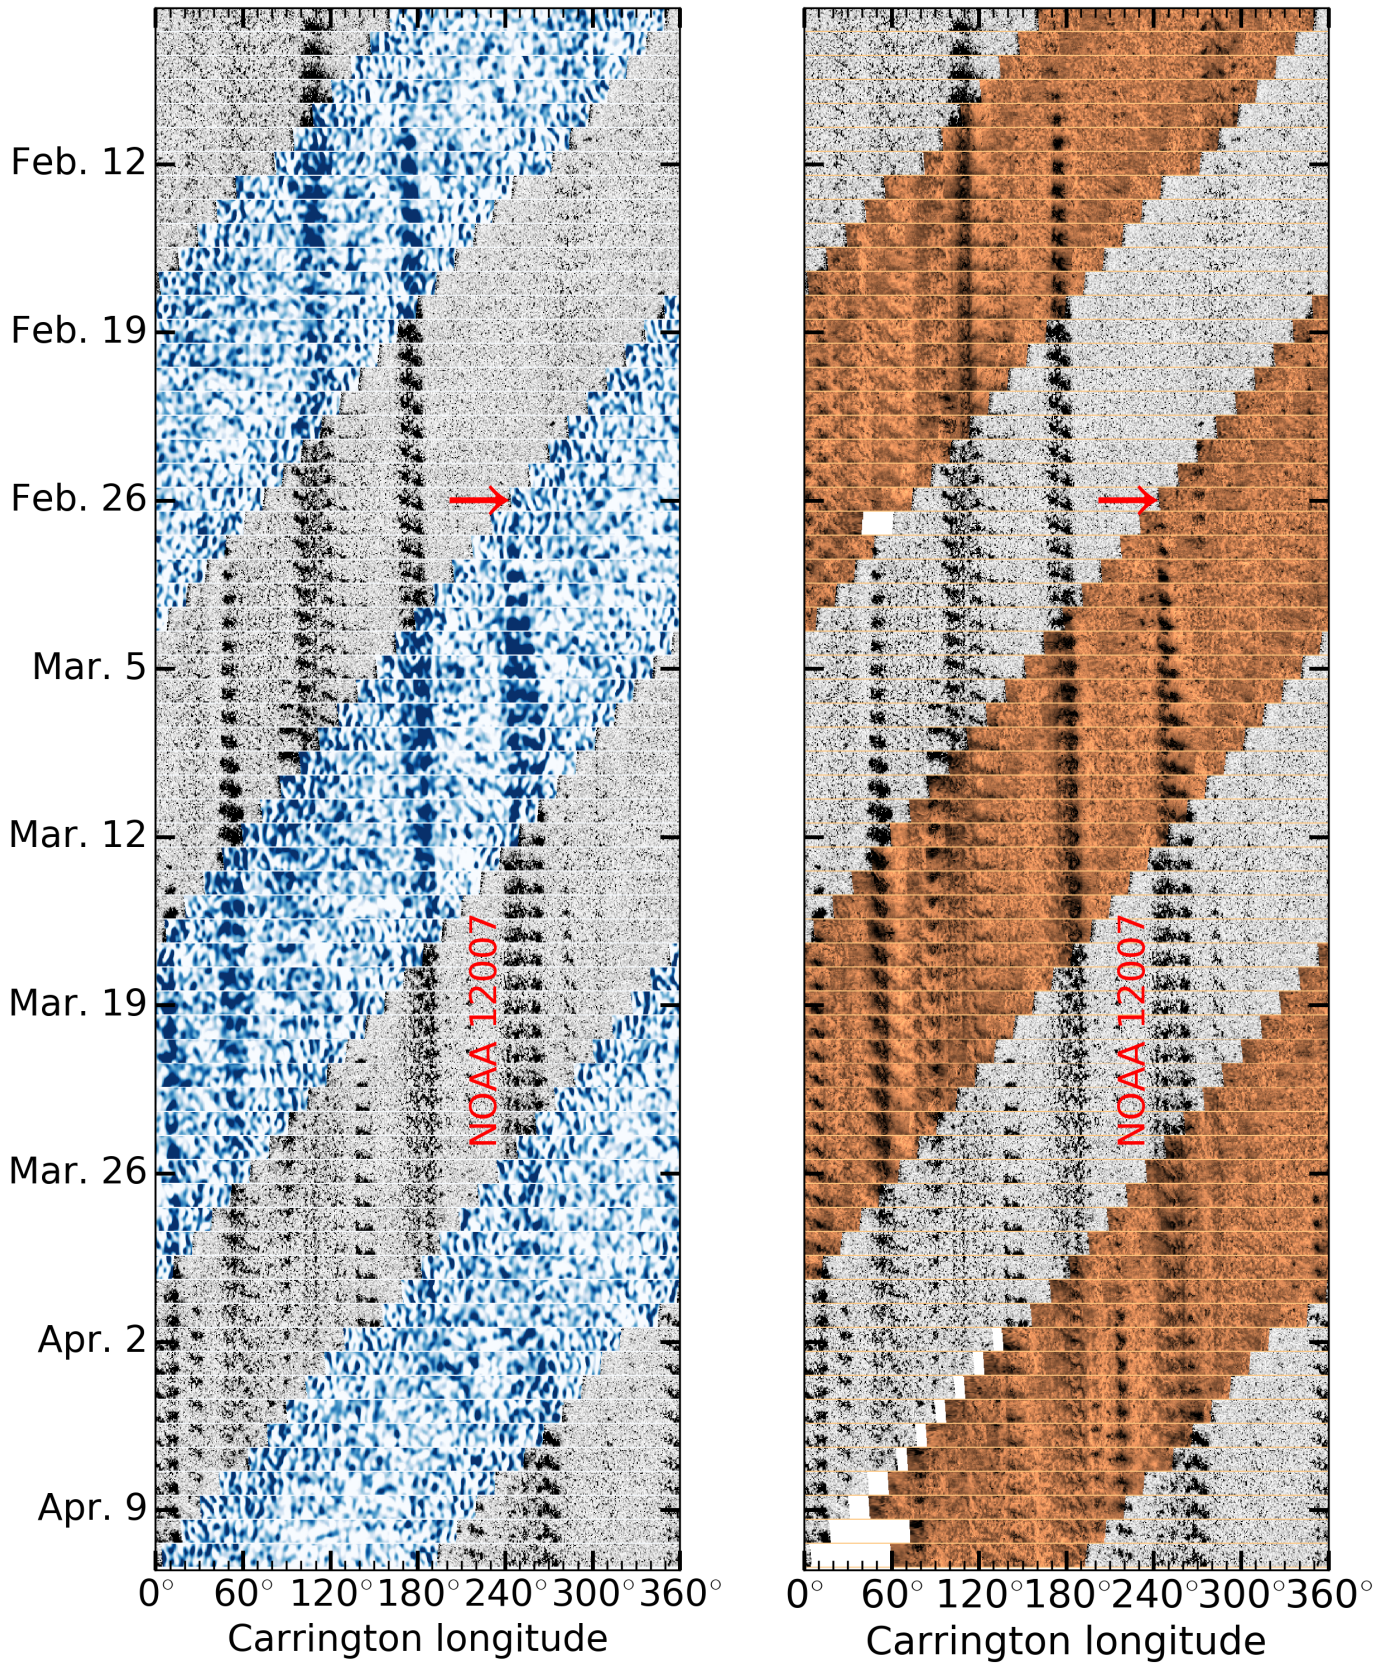 Feb. 12
Feb. 19
Feb. 26
Mar. 5
Mar. 12
Mar. 19
Mar. 26
Apr. 2
Apr. 9
NOAA 12007
0° 60° 120° 180° 240° 300° 360°
Carrington longitude
NOAA 12007
0° 60° 120° 180° 240° 300° 360°
Carrington longitude